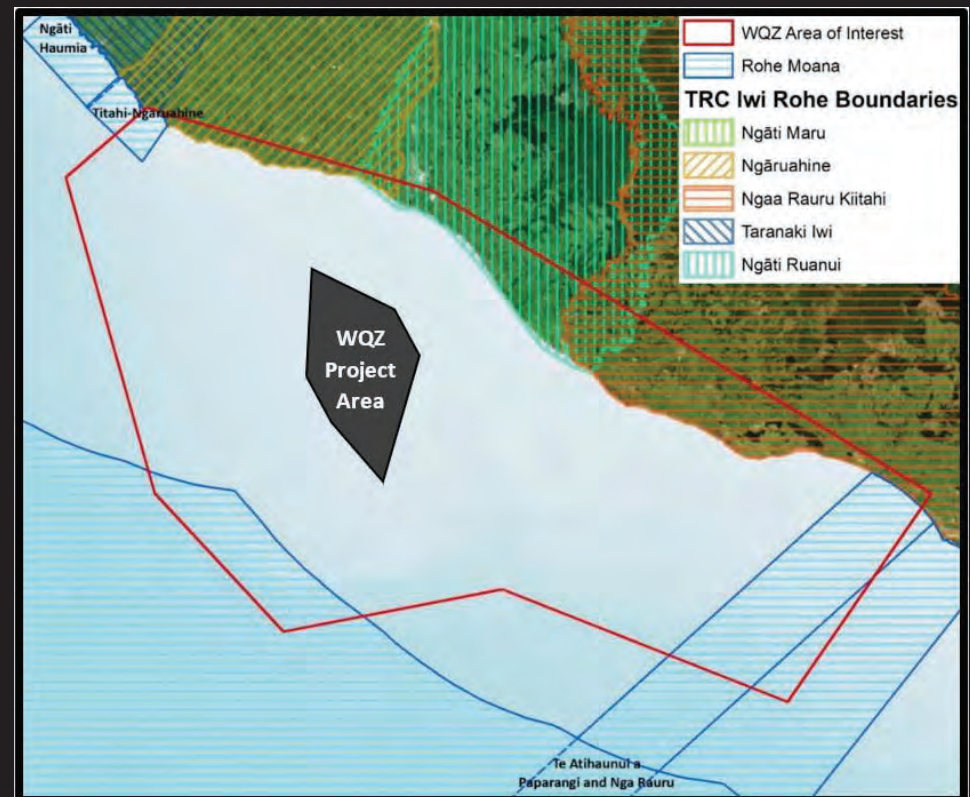 Ngāti
Haumia
Titahi-Ngāruahine
WQZ Area of Interest
Rohe Moana
TRC Iwi Rohe Boundaries
Ngāti Maru
Ngāruahine
Ngaa Rauru Kiitahi
Taranaki Iwi
Ngāti Ruanui
WQZ
Project
Area
Te Atihaunui a
Paparangi and Nga Rauru